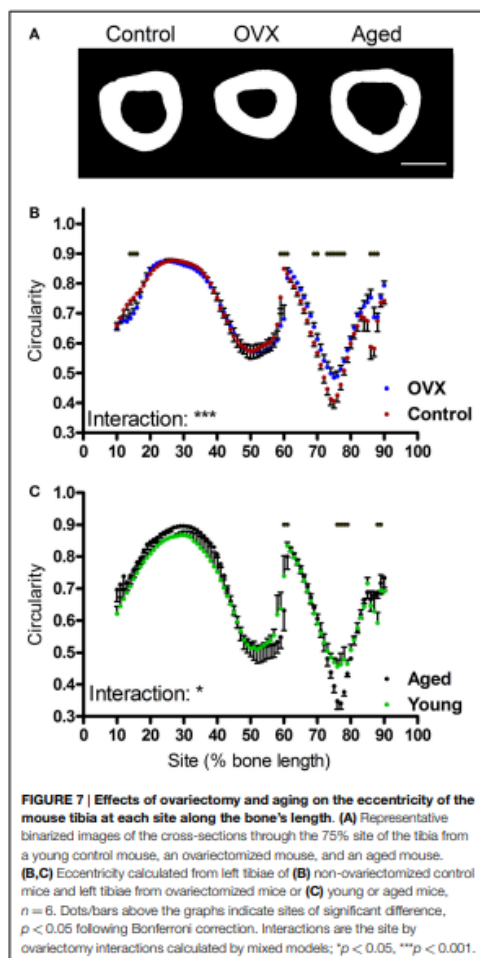 A
Control OVX Aged
B
1.0
0.9
0.8
0.7
0.6
0.5
0.4
0.3
Circularity
OVX
Control
Interaction: ***
10 20 30 40 50 60 70 80 90 100
C
1.0
0.9
0.8
0.7
0.6
0.5
0.4
0.3
Circularity
Aged
Young
Interaction: *
10 20 30 40 50 60 70 80 90 100
Site (% bone length)
FIGURE 7 | Effects of ovariectomy and aging on the eccentricity of the
mouse tibia at each site along the bone's length. (A) Representative
binarized images of the cross-sections through the 75% site of the tibia from
a young control mouse, an ovariectomized mouse, and an aged mouse.
(B,C) Eccentricity calculated from left tibiae of (B) non-ovariectomized control
mice and left tibiae from ovariectomized mice or (C) young or aged mice,
n = 6. Dots/bars above the graphs indicate sites of significant difference,
p < 0.05 following Bonferroni correction. Interactions are the site by
ovariectomy interactions calculated by mixed models; *p < 0.05, ***p < 0.001.